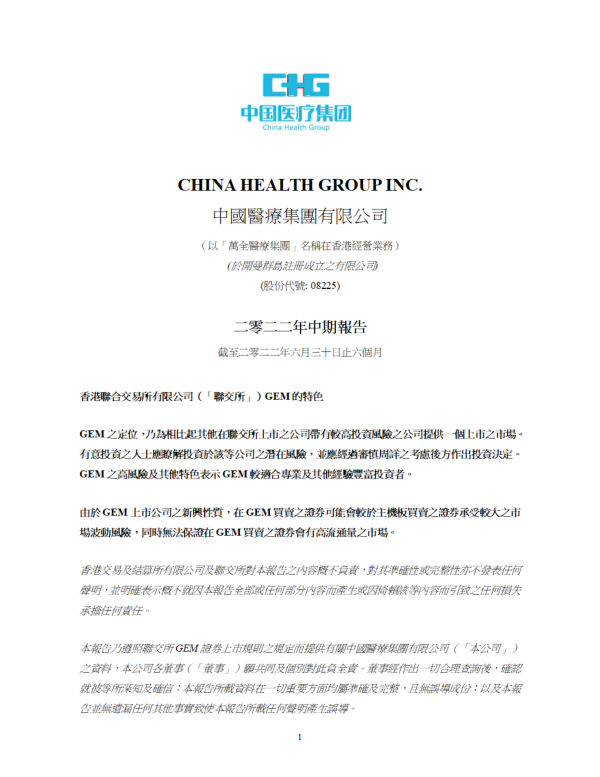 CHG
中国医疗集团
China Health Group
CHINA HEALTH GROUP INC.
中國醫療集團有限公司
（以「萬全醫療集團」名稱在香港經營業務）
(於開曼群島註冊成立之有限公司)
(股份代號: 08225)
二零二二年中期報告
截至二零二二年六月三十日止六個月
香港聯合交易所有限公司（「聯交所」）GEM 的特色
GEM 之定位，乃為相比起其他在聯交所上市之公司帶有較高投資風險之公司提供一個上市之市場。
有意投資之人士應瞭解投資於該等公司之潛在風險，並應經過審慎周詳之考慮後方作出投資決定。
GEM 之高風險及其他特色表示 GEM 較適合專業及其他經驗豐富投資者。
由於 GEM 上市公司之新興性質，在 GEM 買賣之證券可能會較於主機板買賣之證券承受較大之市
場波動風險，同時無法保證在 GEM 買賣之證券會有高流通量之市場。
香港交易及結算所有限公司及聯交所對本報告之內容概不負責，對其準確性或完整性亦不發表任何
聲明，並明確表示概不就因本報告全部或任何部分內容而產生或因倚賴該等內容而引致之任何損失
承擔任何責任。
本報告乃遵照聯交所 GEM 證券上市規則之規定而提供有關中國醫療集團有限公司（「本公司」）
之資料，本公司各董事（「董事」）願共同及個別對此負全責。董事經作出一切合理查詢後，確認
就彼等所深知及確信：本報告所載資料在一切重要方面均屬準確及完整，且無誤導成份；以及本報
告並無遺漏任何其他事實致使本報告所載任何聲明產生誤導。
1